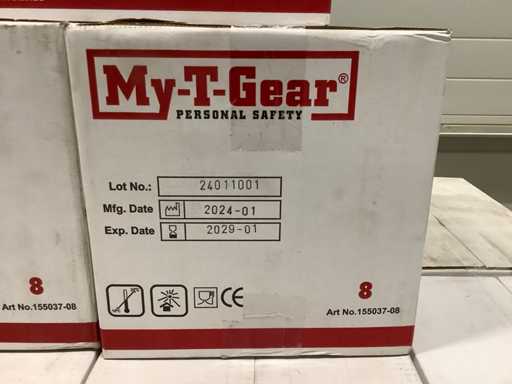 My-T-Gear®
PERSONAL SAFETY
Lot No.: 24011001
Mfg. Date 2024-01
Exp. Date 2029-01
8
Art No.155037-08
CE
8
Art No.155037-08